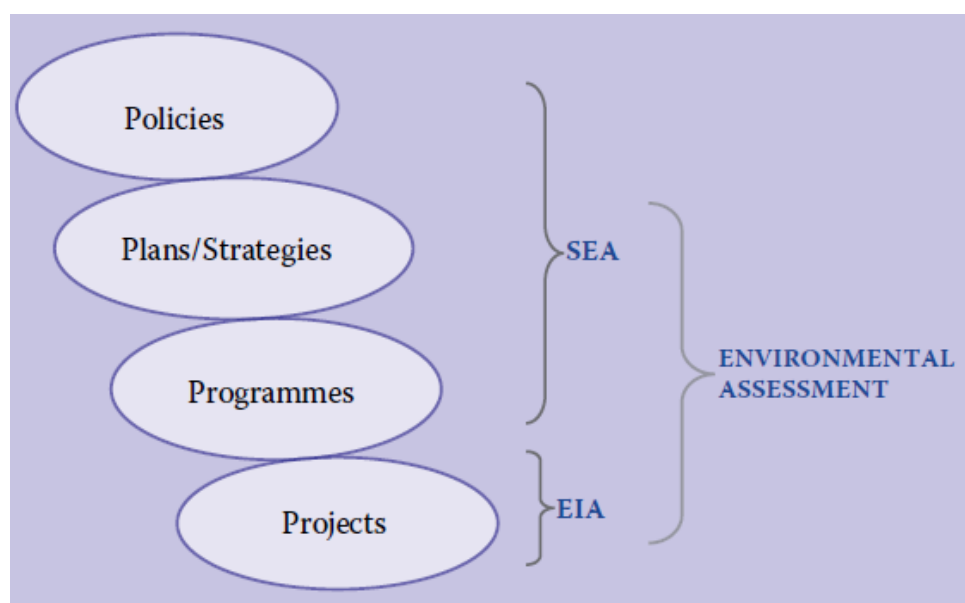 Policies
Plans/Strategies
Programmes
Projects
SEA
EIA
ENVIRONMENTAL
ASSESSMENT